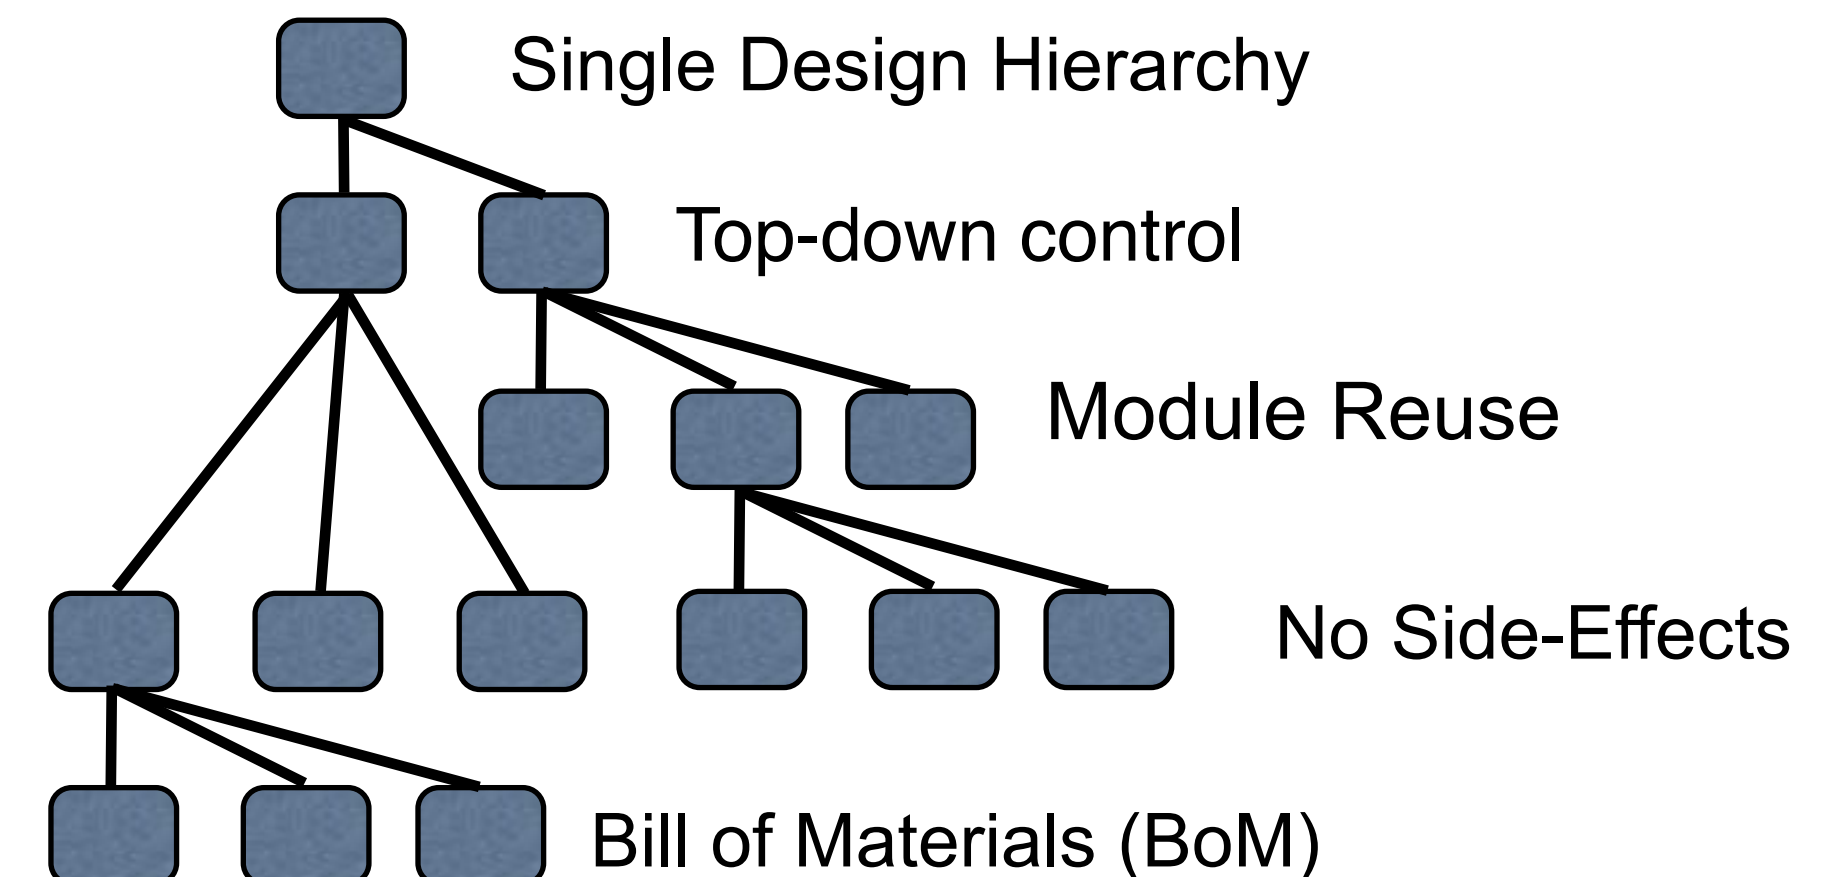 Single Design Hierarchy
Top-down control
Module Reuse
No Side-Effects
Bill of Materials (BoM)